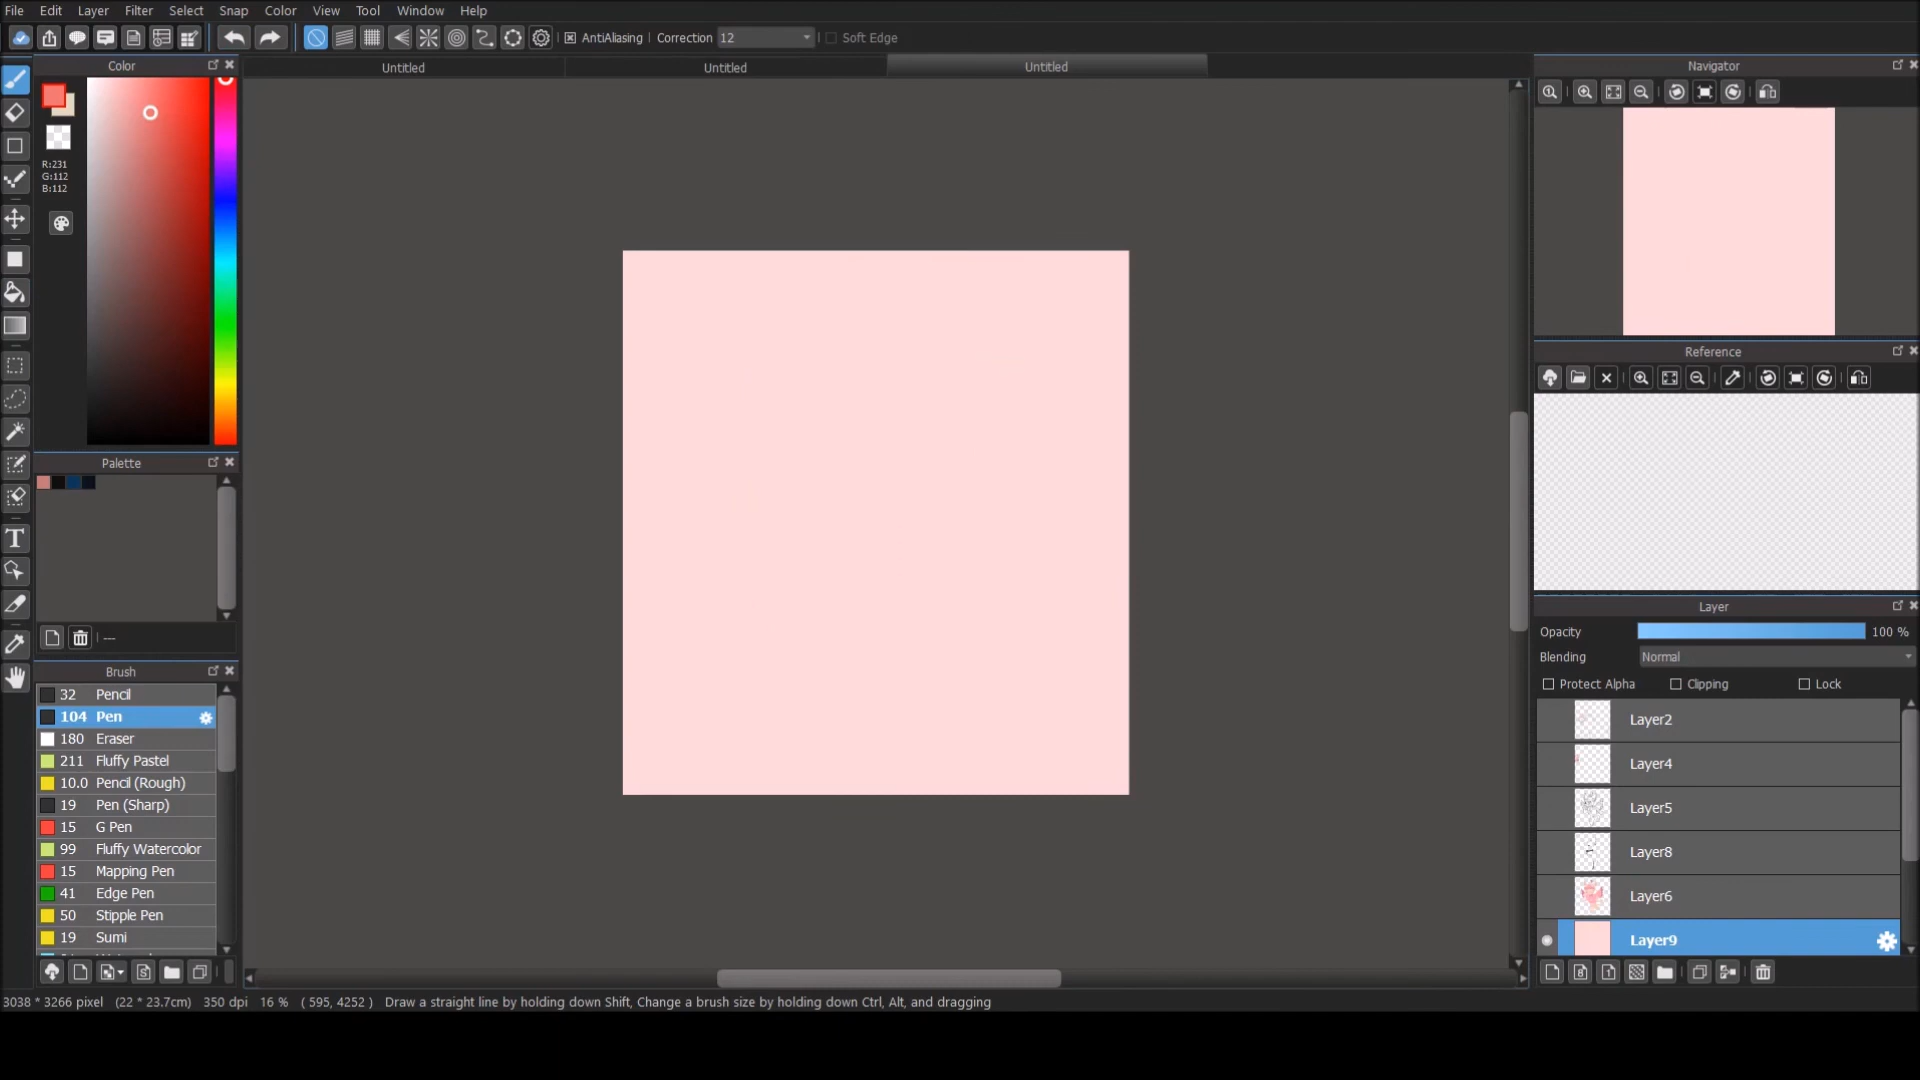 File Edit Layer Filter Select Snap Color View Tool Window Help
AntiAliasing Correction 12 Soft Edge
Color
Untitled Untitled Untitled
Navigator
R:231
G:112
B:112
Reference
Palette
---
Layer
Opacity 100 %
Blending Normal
Protect Alpha Clipping Lock
Brush
32 Pencil
104 Pen
180 Eraser
211 Fluffy Pastel
10.0 Pencil (Rough)
19 Pen (Sharp)
15 G Pen
99 Fluffy Watercolor
15 Mapping Pen
41 Edge Pen
50 Stipple Pen
19 Sumi
Layer2
Layer4
Layer5
Layer8
Layer6
Layer9
3038 * 3266 pixel (22 * 23.7cm) 350 dpi 16 % ( 595, 4252 ) Draw a straight line by holding down Shift, Change a brush size by holding down Ctrl, Alt, and dragging